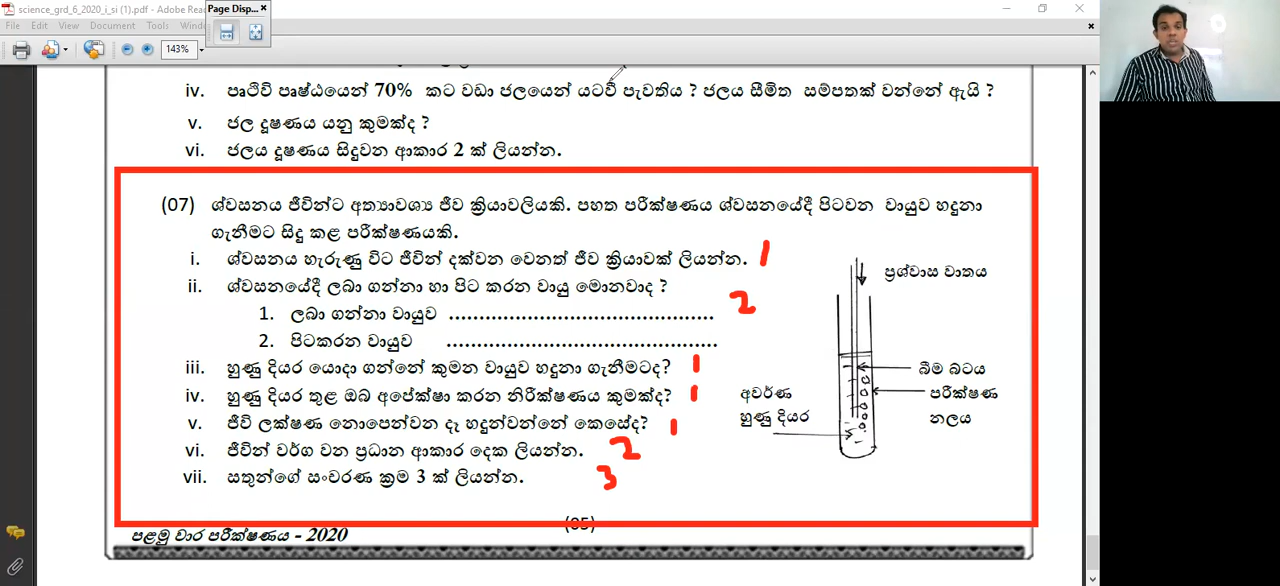 science_grd_6_2020_i_si (1).pdf - Adobe Rea
Page Disp...
File Edit View Document Tools Window
143%
iv. පෘථිවි පෘෂ්ඨයෙන් 70% කට වඩා ජලයෙන් යටවී පැවතිය ? ජලය සීමිත සම්පතක් වන්නේ ඇයි ?
v. ජල දූෂණය යනු කුමක්ද ?
vi. ජලය දූෂණය සිදුවන ආකාර 2 ක් ලියන්න.
(07) ශ්වසනය ජීවින්ට අත්‍යාවශ්‍ය ජීව ක්‍රියාවලියකි. පහත පරීක්ෂණය ශ්වසනයේදී පිටවන වායුව හදුනා
ගැනීමට සිදු කළ පරීක්ෂණයකි.
i. ශ්වසනය හැරුණු විට ජීවින් දක්වන වෙනත් ජීව ක්‍රියාවක් ලියන්න. 1
ii. ශ්වසනයේදී ලබා ගන්නා හා පිට කරන වායු මොනවාද ? 2
1. ලබා ගන්නා වායුව ............................................
2. පිටකරන වායුව .............................................
iii. හුණු දියර යොදා ගන්නේ කුමන වායුව හදුනා ගැනීමටද? 1
iv. හුණු දියර තුළ ඔබ අපේක්ෂා කරන නිරීක්ෂණය කුමක්ද? 1
v. ජීවි ලක්ෂණ නොපෙන්වන දෑ හදුන්වන්නේ කෙසේද? 1
vi. ජීවින් වර්ග වන ප්‍රධාන ආකාර දෙක ලියන්න. 2
vii. සතුන්ගේ සංවරණ ක්‍රම 3 ක් ලියන්න. 3
ප්‍රශ්වාස වාතය
බීම බටය
පරීක්ෂණ
නලය
අවර්ණ
හුණු දියර
(05)
පළමු වාර පරීක්ෂණය - 2020